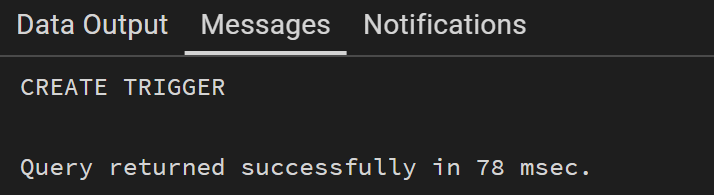 Data Output Messages Notifications
CREATE TRIGGER
Query returned successfully in 78 msec.